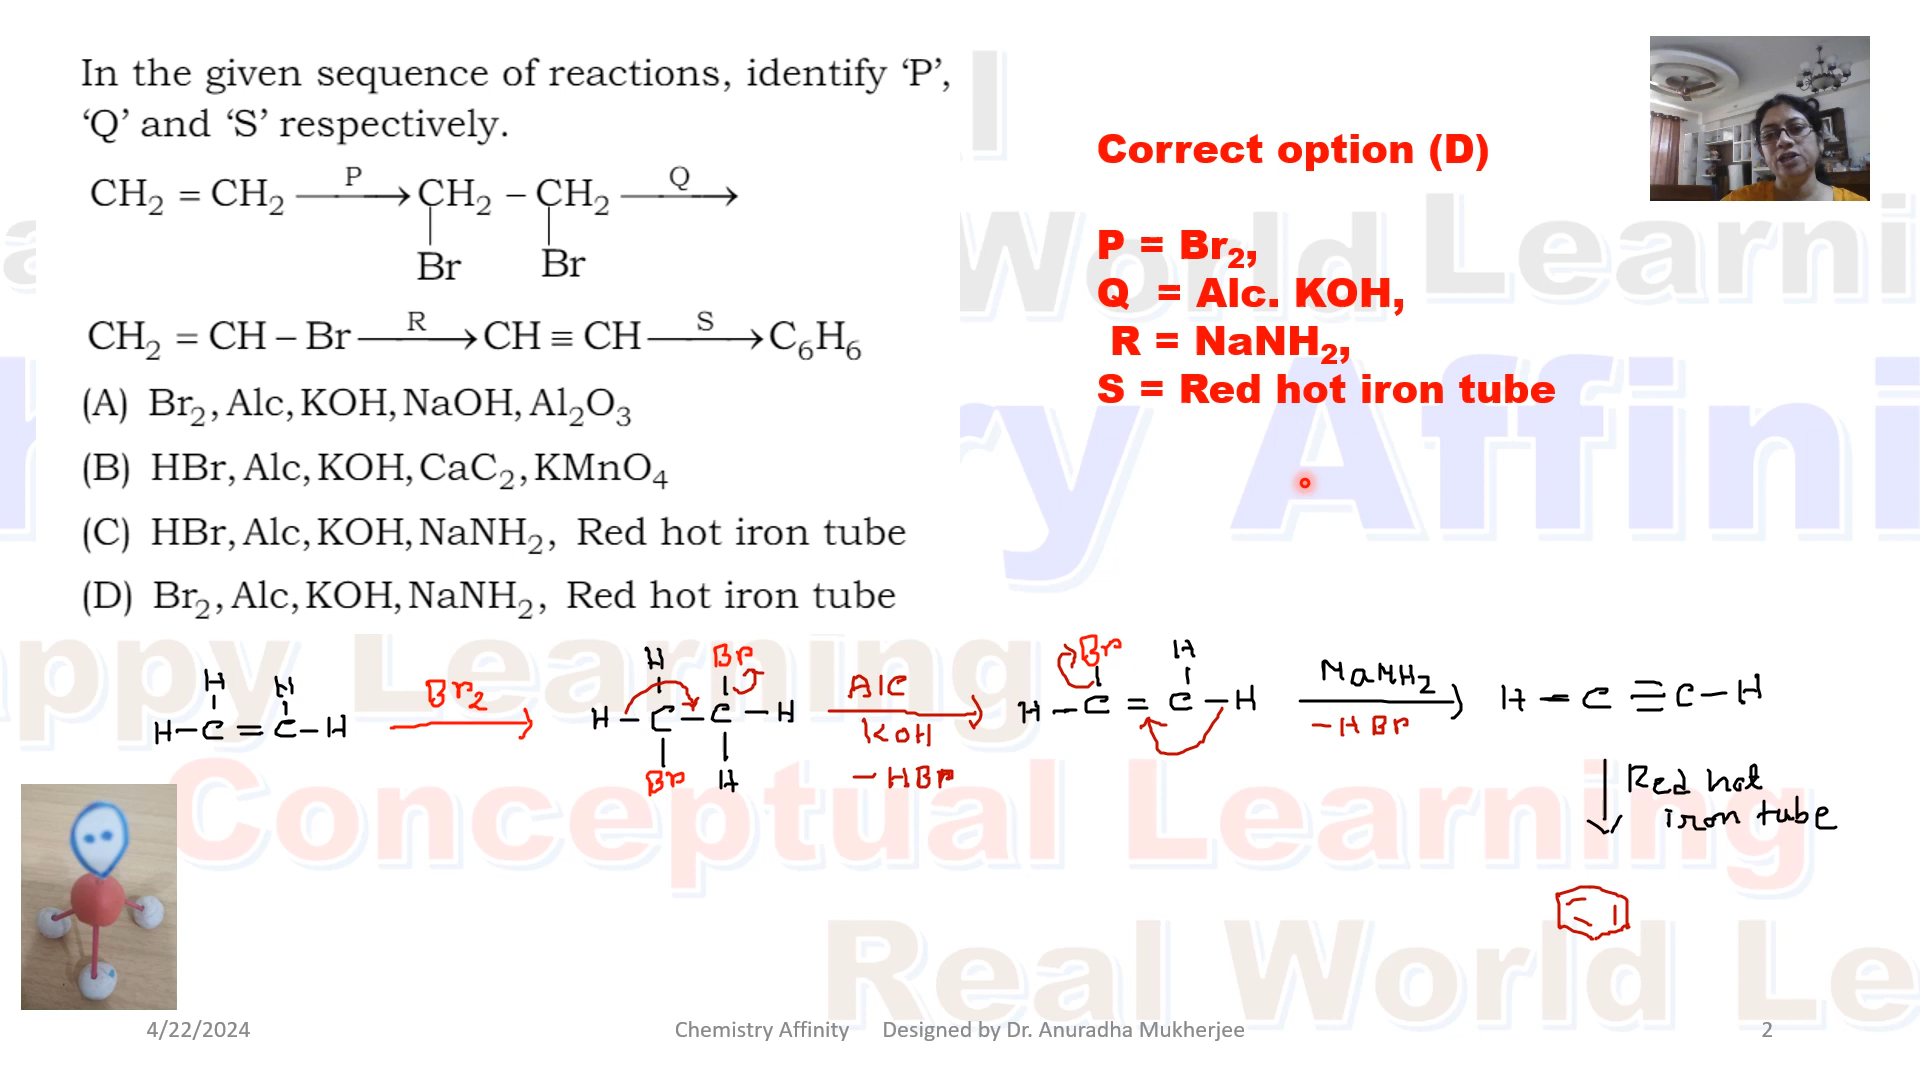 In the given sequence of reactions, identify ‘P’,
‘Q’ and ‘S’ respectively.
CH₂ = CH₂ —P→ CH₂ – CH₂ —Q→
Br Br
CH₂ = CH – Br —R→ CH ≡ CH —S→ C₆H₆
(A) Br₂, Alc, KOH, NaOH, Al₂O₃
(B) HBr, Alc, KOH, CaC₂, KMnO₄
(C) HBr, Alc, KOH, NaNH₂, Red hot iron tube
(D) Br₂, Alc, KOH, NaNH₂, Red hot iron tube
Correct option (D)
P = Br₂,
Q = Alc. KOH,
R = NaNH₂,
S = Red hot iron tube
H H
H–C=C–H
Br₂
H Br
H–C–C–H
Br H
Alc
KOH
–HBr
Br H
H–C=C–H
NaNH₂
–HBr
H–C≡C–H
Red hot
iron tube
World Learni
ry Affini
appy Learning
Conceptual Learning
Real World Le
4/22/2024
Chemistry Affinity Designed by Dr. Anuradha Mukherjee
2